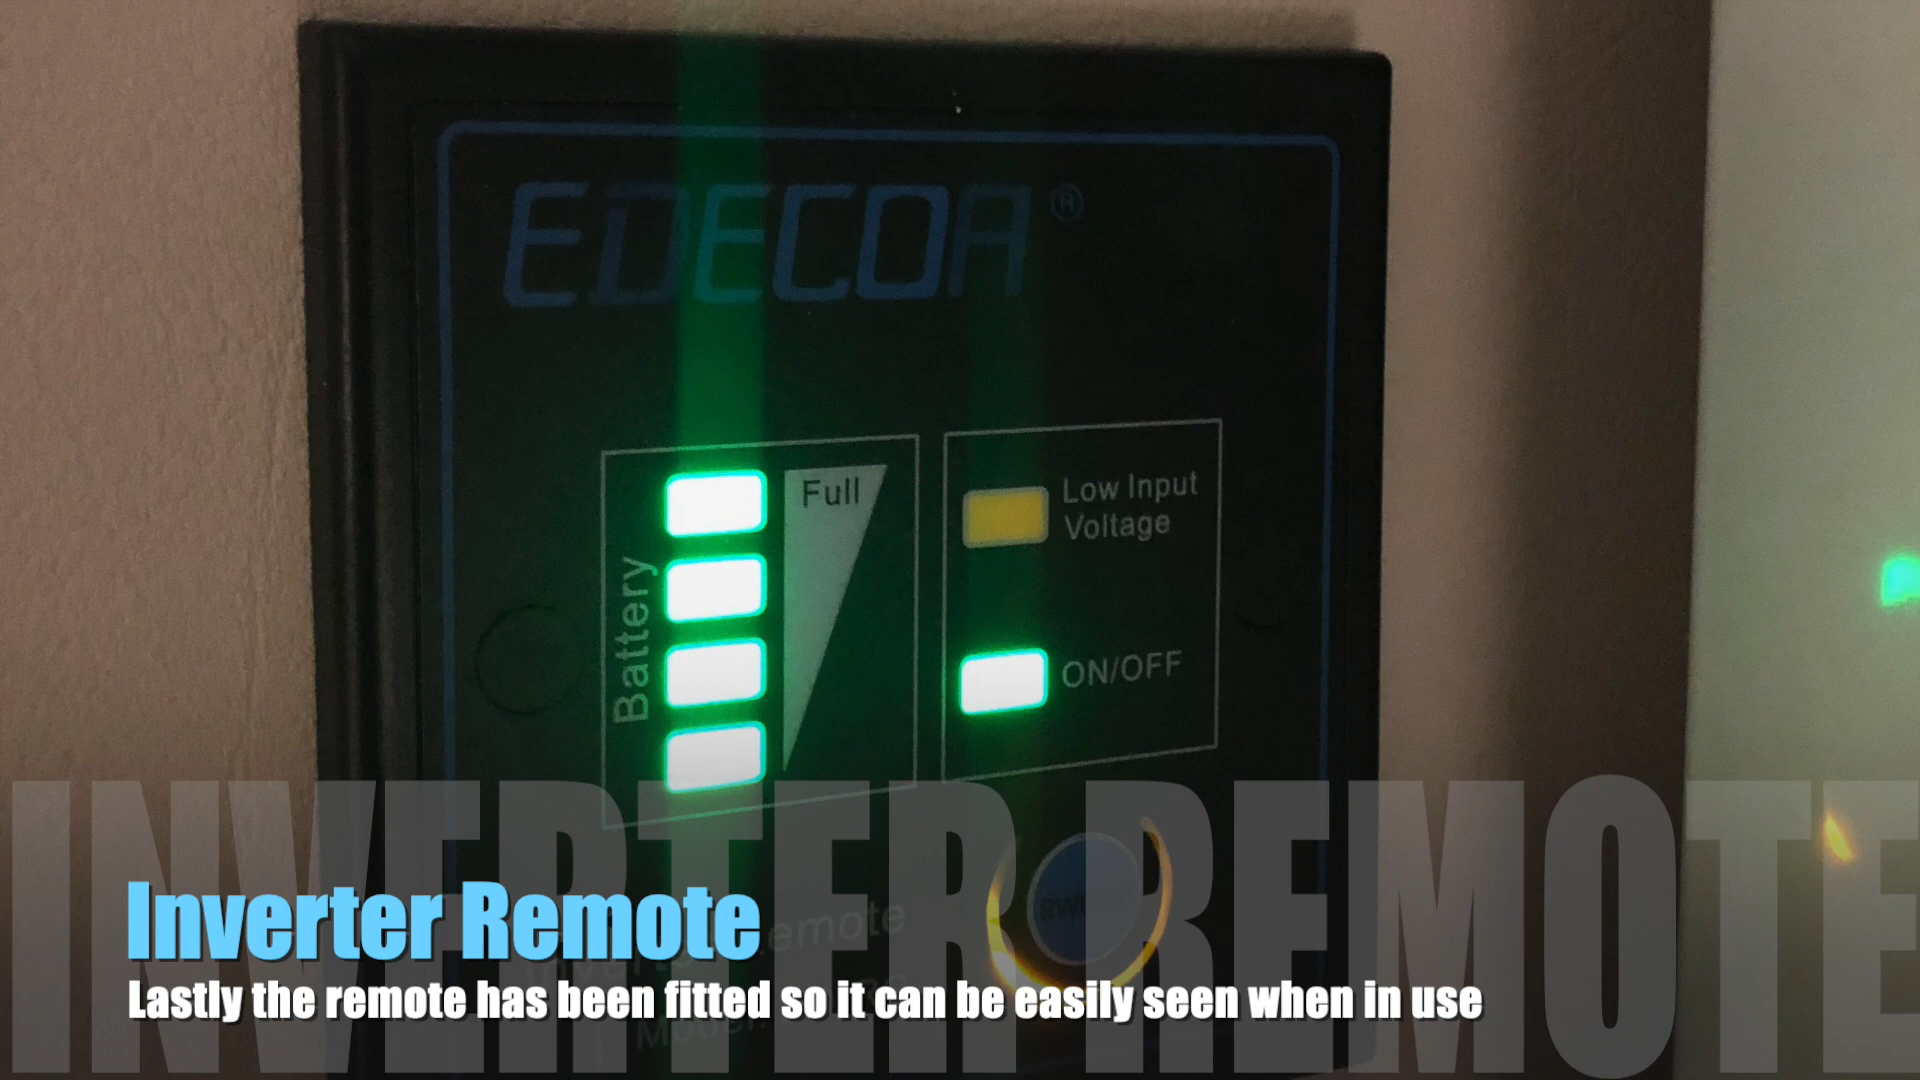 EDECOA®
Full
Battery
Low Input
Voltage
ON/OFF
INVERTER REMOTE
Inverter Remote
Lastly the remote has been fitted so it can be easily seen when in use